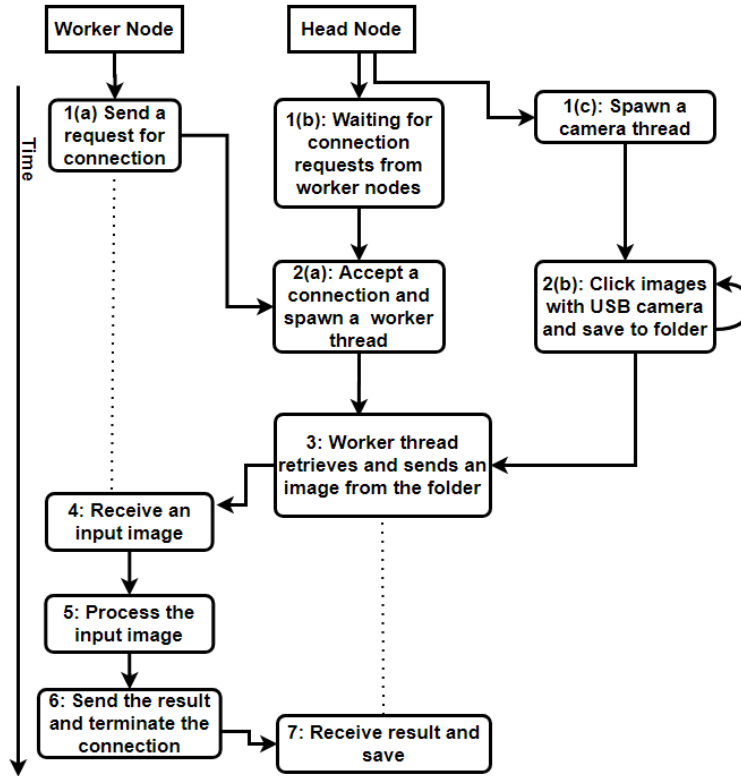 Worker Node
Head Node
Time
1(a) Send a
request for
connection
1(b): Waiting for
connection
requests from
worker nodes
1(c): Spawn a
camera thread
2(a): Accept a
connection and
spawn a worker
thread
2(b): Click images
with USB camera
and save to folder
3: Worker thread
retrieves and sends an
image from the folder
4: Receive an
input image
5: Process the
input image
6: Send the result
and terminate the
connection
7: Receive result and
save